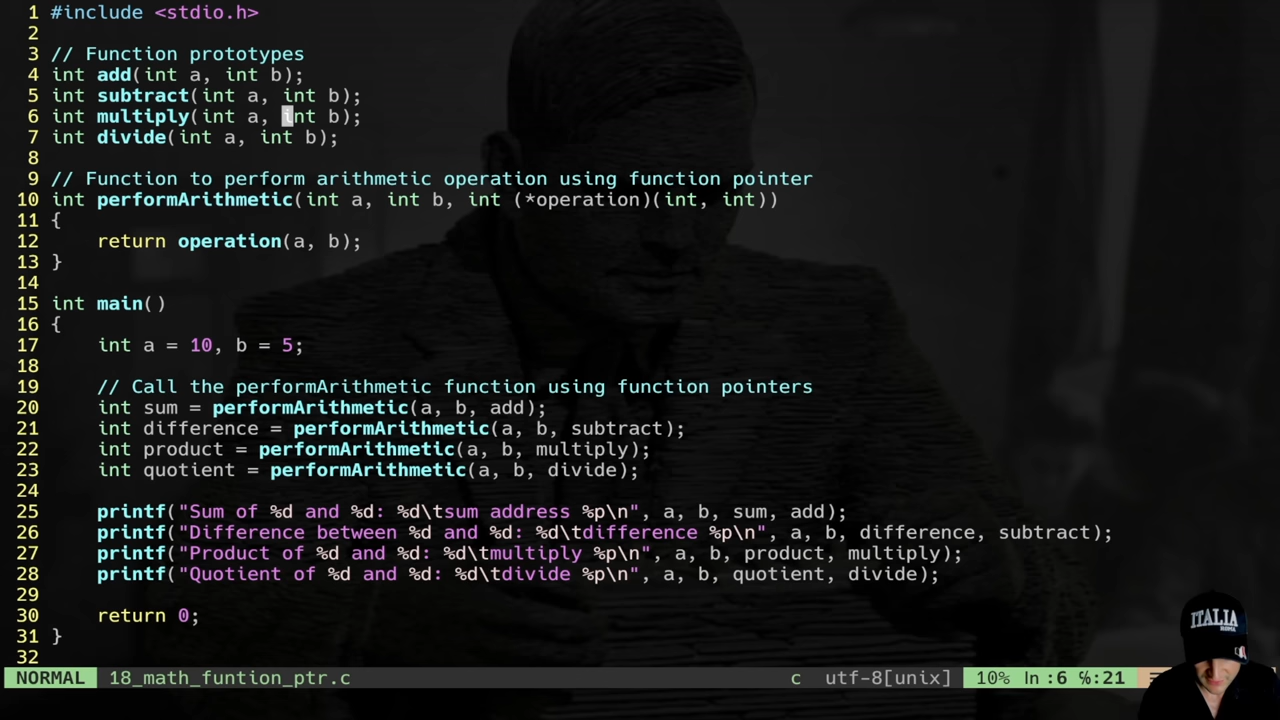 1 #include <stdio.h>
2
3 // Function prototypes
4 int add(int a, int b);
5 int subtract(int a, int b);
6 int multiply(int a, int b);
7 int divide(int a, int b);
8
9 // Function to perform arithmetic operation using function pointer
10 int performArithmetic(int a, int b, int (*operation)(int, int))
11 {
12     return operation(a, b);
13 }
14
15 int main()
16 {
17     int a = 10, b = 5;
18
19     // Call the performArithmetic function using function pointers
20     int sum = performArithmetic(a, b, add);
21     int difference = performArithmetic(a, b, subtract);
22     int product = performArithmetic(a, b, multiply);
23     int quotient = performArithmetic(a, b, divide);
24
25     printf("Sum of %d and %d: %d\tsum address %p\n", a, b, sum, add);
26     printf("Difference between %d and %d: %d\tdifference %p\n", a, b, difference, subtract);
27     printf("Product of %d and %d: %d\tmultiply %p\n", a, b, product, multiply);
28     printf("Quotient of %d and %d: %d\tdivide %p\n", a, b, quotient, divide);
29
30     return 0;
31 }
32
NORMAL 18_math_funtion_ptr.c c utf-8[unix] 10% ln :6 ℅:21
ITALIA
ROMA